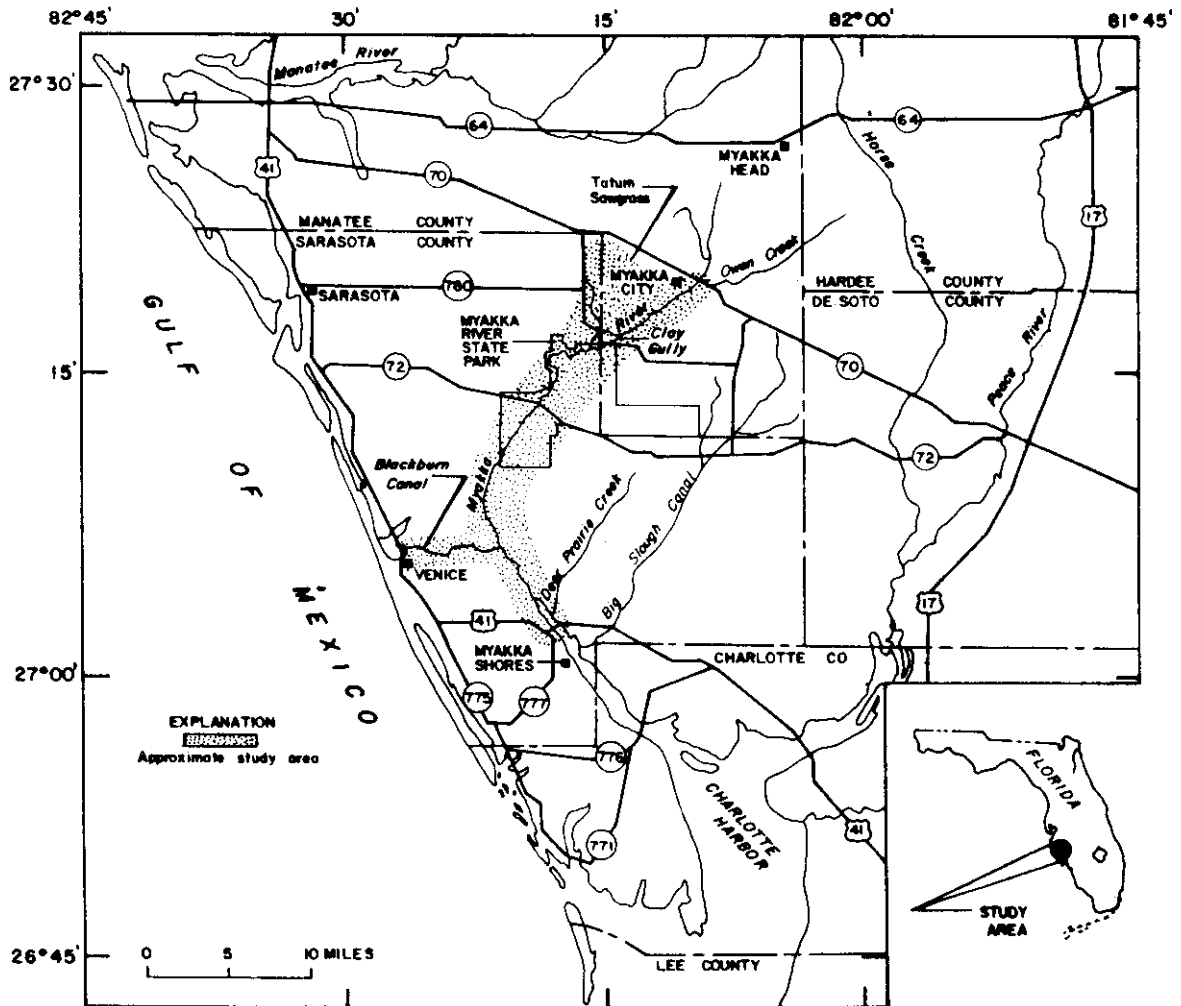 82°45' 30' 15' 82°00' 81°45'
27°30'
Manatee River
64
64
41
70
MYAKKA
HEAD
Horse
Creek
17
Tatum
Sawgrass
MANATEE COUNTY
SARASOTA COUNTY
Owen Creek
MYAKKA
CITY
HARDEE COUNTY
DE SOTO COUNTY
780
SARASOTA
River
MYAKKA
RIVER
STATE
PARK
Clay
Gully
Peace River
GULF
OF
MEXICO
15'
72
70
72
Blackburn
Canal
Myakka
Deer Prairie Creek
Big Slough Canal
VENICE
17
41
MYAKKA
SHORES
CHARLOTTE CO
27°00'
775
777
EXPLANATION
Approximate study area
776
CHARLOTTE
HARBOR
41
771
FLORIDA
STUDY
AREA
26°45'
0 5 10 MILES
LEE COUNTY